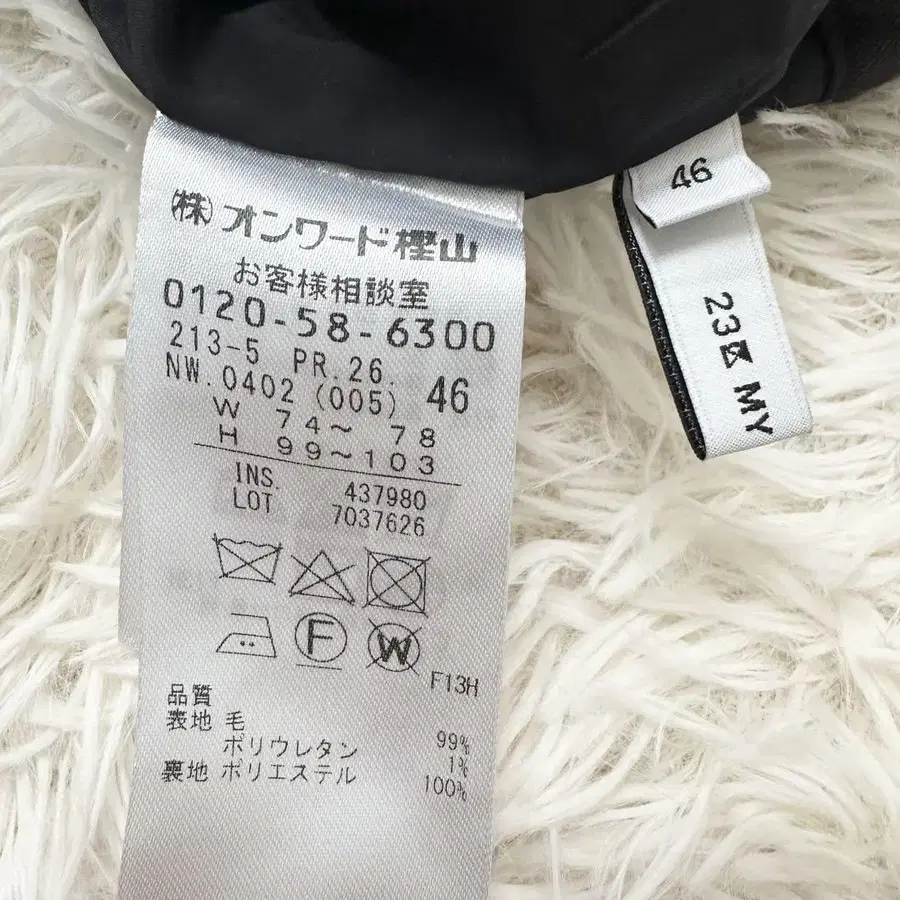 (株)オンワード樫山
お客様相談室
0120-58-6300
213-5 PR.26. 46
NW.0402 (005)
W 74～ 78
H 99～103
INS. 437980
LOT 7037626
F
W
F13H
品質
表地 毛 99%
ポリウレタン 1%
裏地 ポリエステル 100%
46
MY